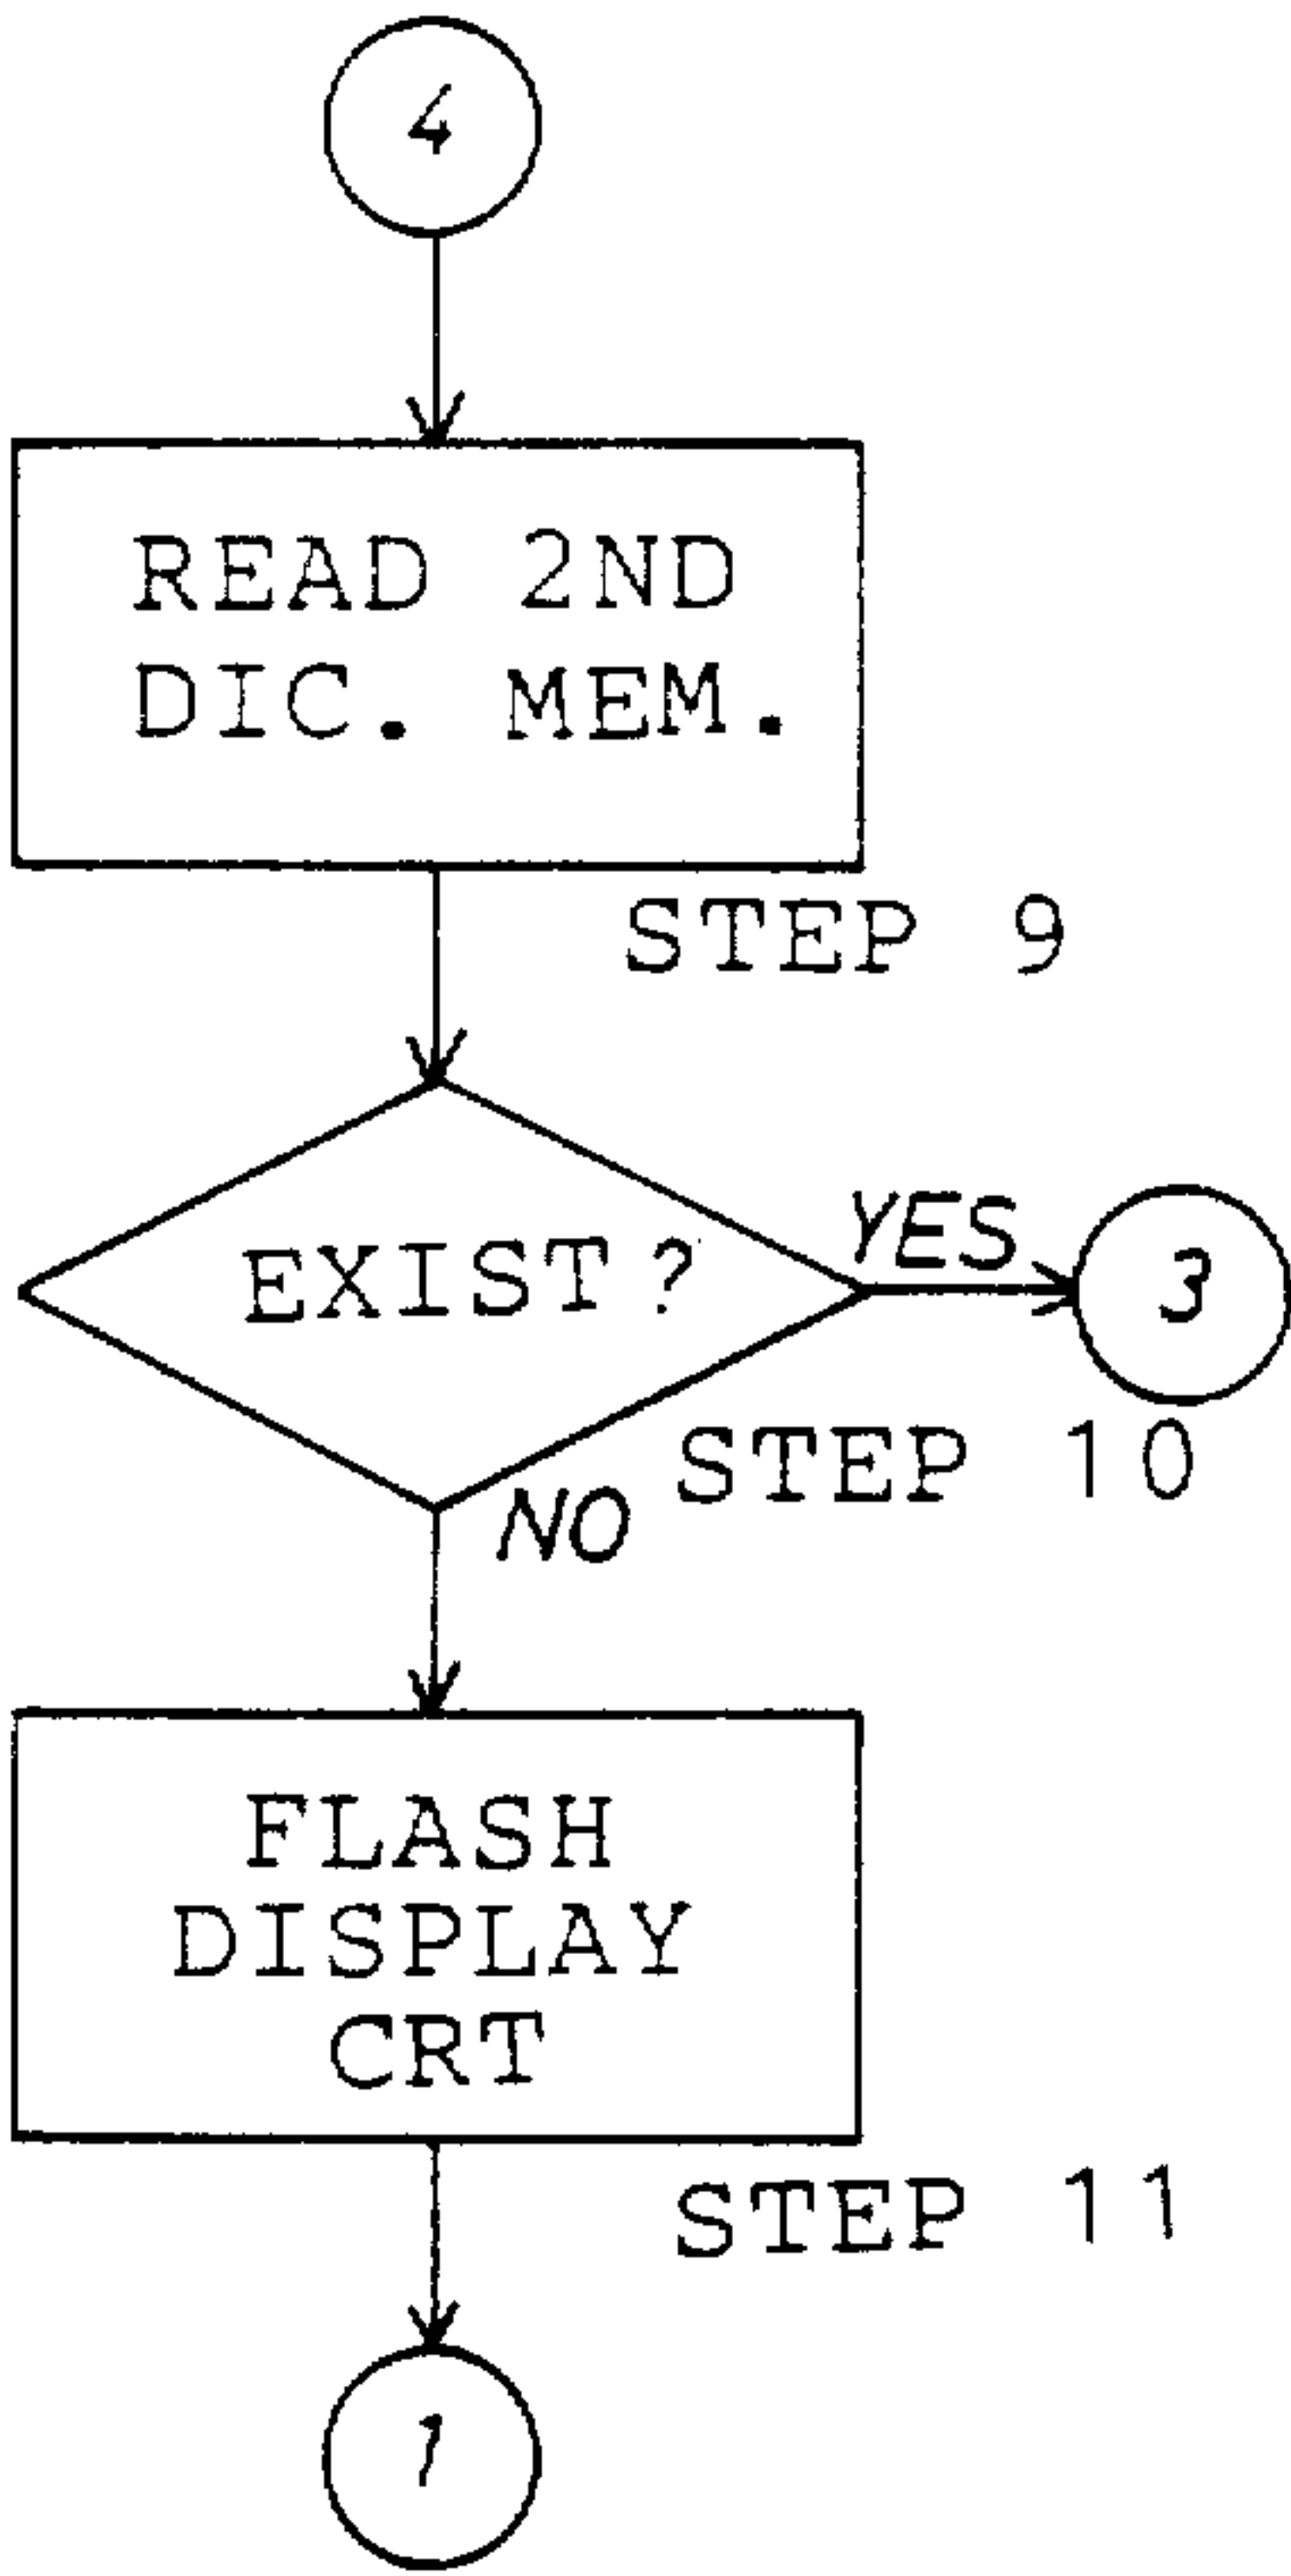 4
READ 2ND
DIC. MEM.
STEP 9
EXIST?
YES
3
STEP 10
NO
FLASH
DISPLAY
CRT
STEP 11
1